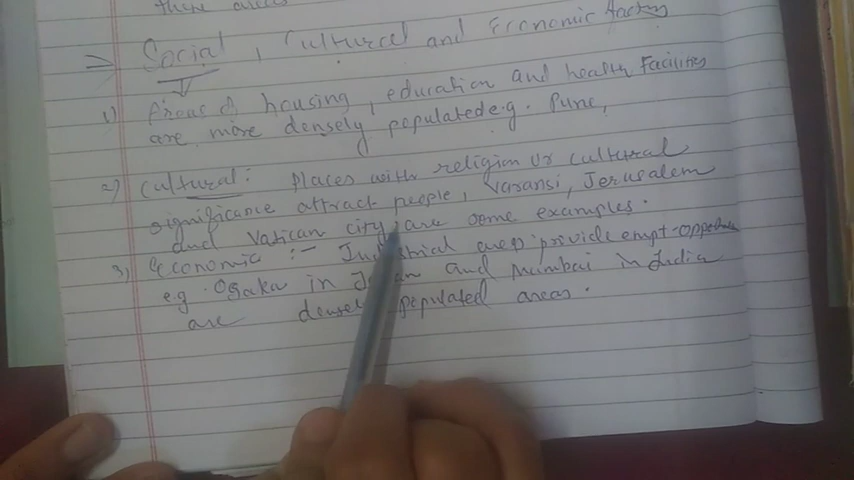 these areas
⇒ Social, Cultural and Economic factors
1) Areas of housing, education and health Facilities
are more densely populated e.g. Pune,
2) Cultural: Places with religion or cultural
significance attract people, Varansi, Jerusalem
and Vatican city are some examples.
3) Economic :- Industrial areas provide
e.g. Osaka in Japan and Mumbai in India
are densely populated areas.